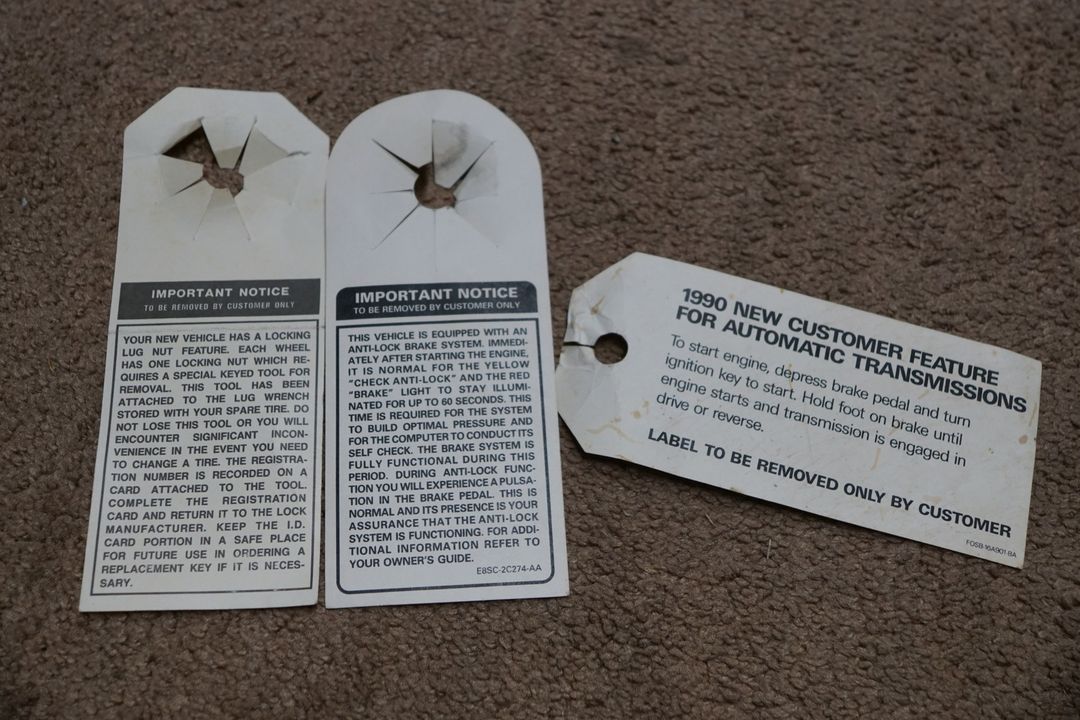 IMPORTANT NOTICE
TO BE REMOVED BY CUSTOMER ONLY
YOUR NEW VEHICLE HAS A LOCKING
LUG NUT FEATURE. EACH WHEEL
HAS ONE LOCKING NUT WHICH RE-
QUIRES A SPECIAL KEYED TOOL FOR
REMOVAL. THIS TOOL HAS BEEN
ATTACHED TO THE LUG WRENCH
STORED WITH YOUR SPARE TIRE. DO
NOT LOSE THIS TOOL OR YOU WILL
ENCOUNTER SIGNIFICANT INCON-
VENIENCE IN THE EVENT YOU NEED
TO CHANGE A TIRE. THE REGISTRA-
TION NUMBER IS RECORDED ON A
CARD ATTACHED TO THE TOOL.
COMPLETE THE REGISTRATION
CARD AND RETURN IT TO THE LOCK
MANUFACTURER. KEEP THE I.D.
CARD PORTION IN A SAFE PLACE
FOR FUTURE USE IN ORDERING A
REPLACEMENT KEY IF IT IS NECES-
SARY.
IMPORTANT NOTICE
TO BE REMOVED BY CUSTOMER ONLY
THIS VEHICLE IS EQUIPPED WITH AN
ANTI-LOCK BRAKE SYSTEM. IMMEDI-
ATELY AFTER STARTING THE ENGINE,
IT IS NORMAL FOR THE YELLOW
"CHECK ANTI-LOCK" AND THE RED
"BRAKE" LIGHT TO STAY ILLUMI-
NATED FOR UP TO 60 SECONDS. THIS
TIME IS REQUIRED FOR THE SYSTEM
TO BUILD OPTIMAL PRESSURE AND
FOR THE COMPUTER TO CONDUCT ITS
SELF CHECK. THE BRAKE SYSTEM IS
FULLY FUNCTIONAL DURING THIS
PERIOD. DURING ANTI-LOCK FUNC-
TION YOU WILL EXPERIENCE A PULSA-
TION IN THE BRAKE PEDAL. THIS IS
NORMAL AND ITS PRESENCE IS YOUR
ASSURANCE THAT THE ANTI-LOCK
SYSTEM IS FUNCTIONING. FOR ADDI-
TIONAL INFORMATION REFER TO
YOUR OWNER'S GUIDE.
E8SC-2C274-AA
1990 NEW CUSTOMER FEATURE
FOR AUTOMATIC TRANSMISSIONS
To start engine, depress brake pedal and turn
ignition key to start. Hold foot on brake until
engine starts and transmission is engaged in
drive or reverse.
LABEL TO BE REMOVED ONLY BY CUSTOMER
FOSB-16A901-BA